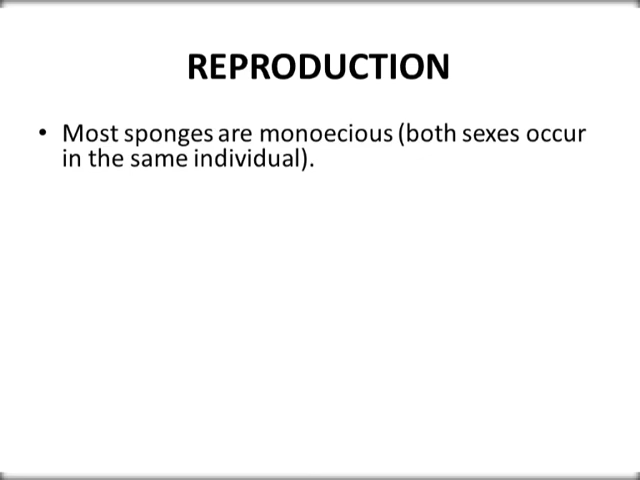 REPRODUCTION
• Most sponges are monoecious (both sexes occur
in the same individual).